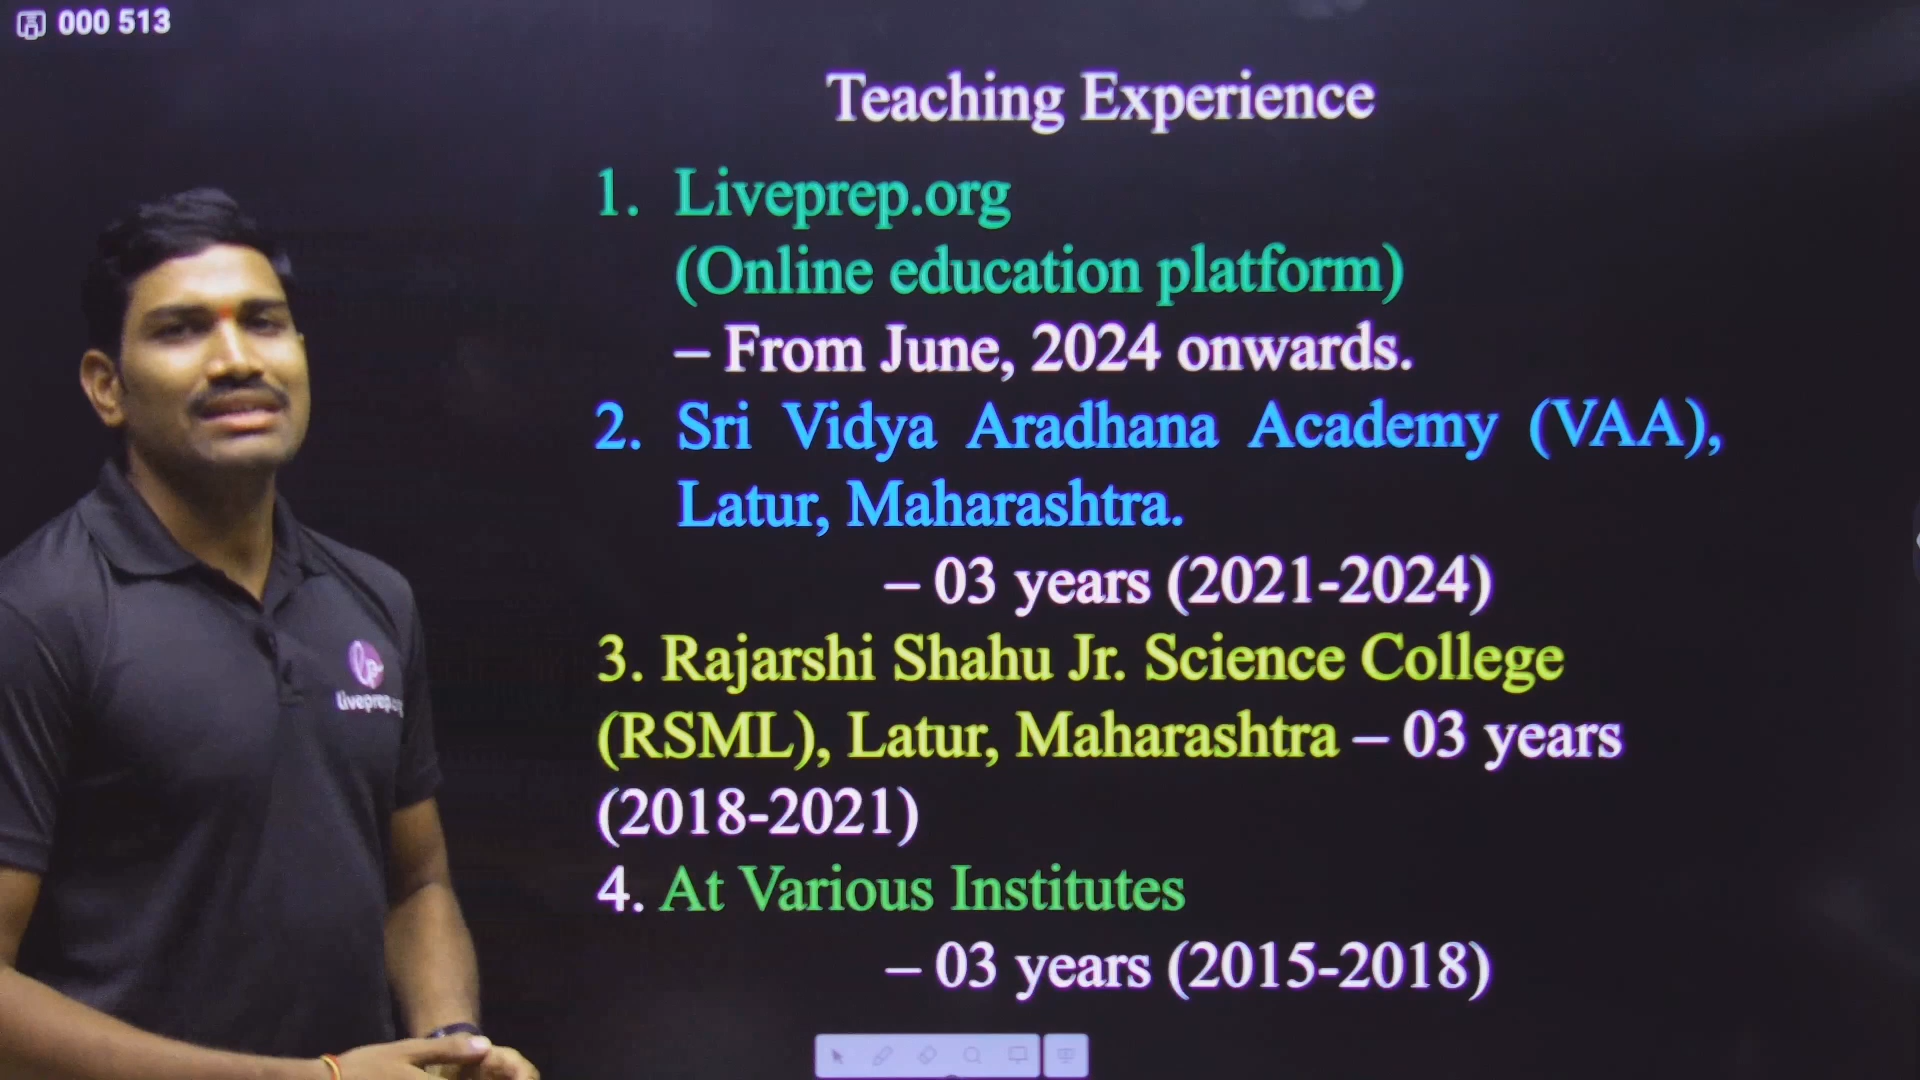 000 513
Teaching Experience
1. Liveprep.org
(Online education platform)
– From June, 2024 onwards.
2. Sri Vidya Aradhana Academy (VAA),
Latur, Maharashtra.
– 03 years (2021-2024)
3. Rajarshi Shahu Jr. Science College
(RSML), Latur, Maharashtra – 03 years
(2018-2021)
4. At Various Institutes
– 03 years (2015-2018)
lp
Liveprep.org